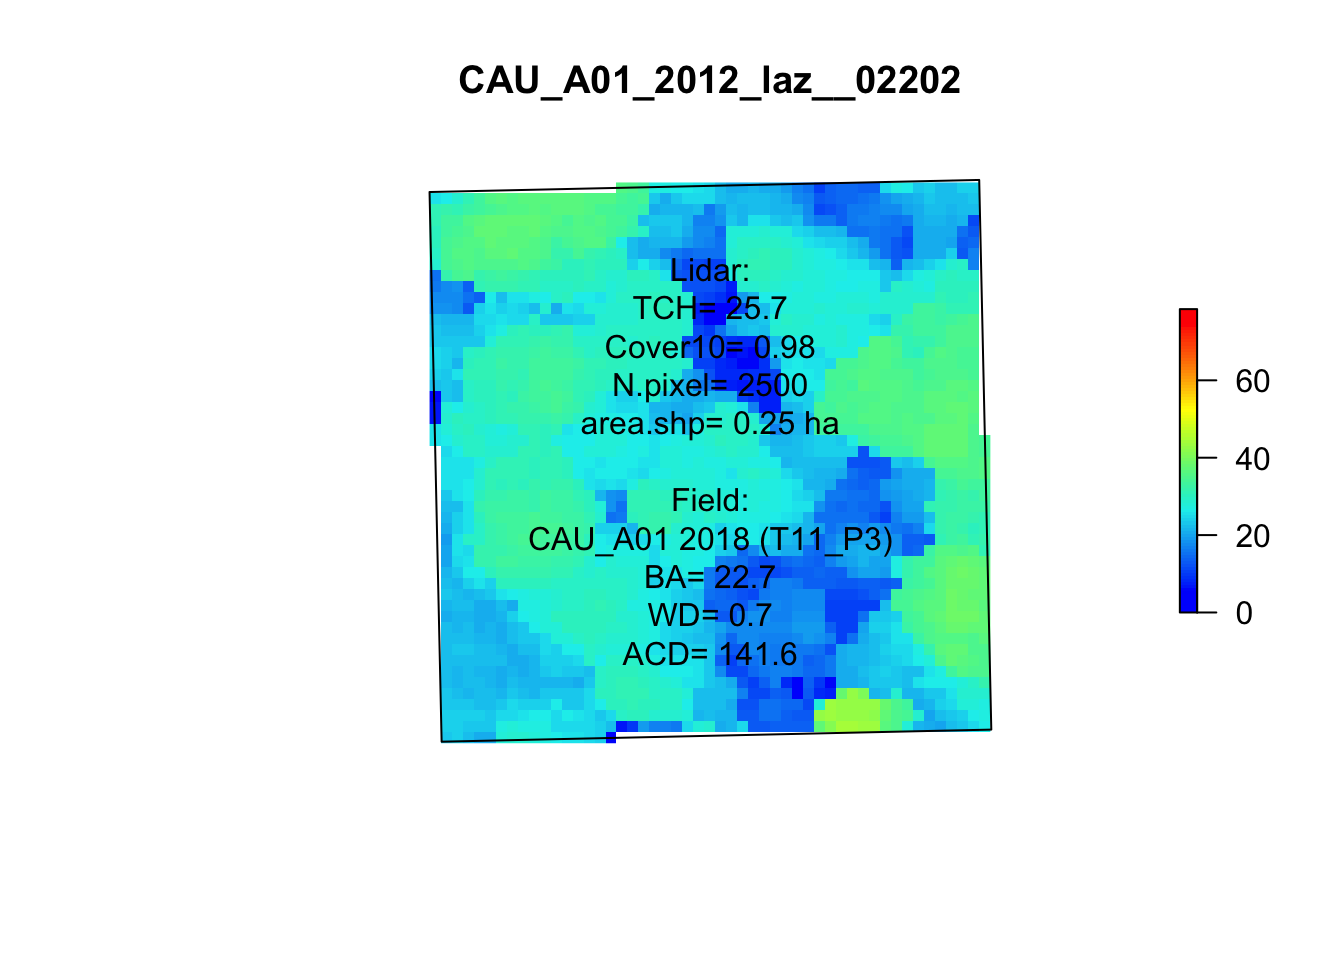 CAU_A01_2012_laz__02202
Lidar:
TCH= 25.7
Cover10= 0.98
N.pixel= 2500
area.shp= 0.25 ha
Field:
CAU_A01 2018 (T11_P3)
BA= 22.7
WD= 0.7
ACD= 141.6
60
40
20
0